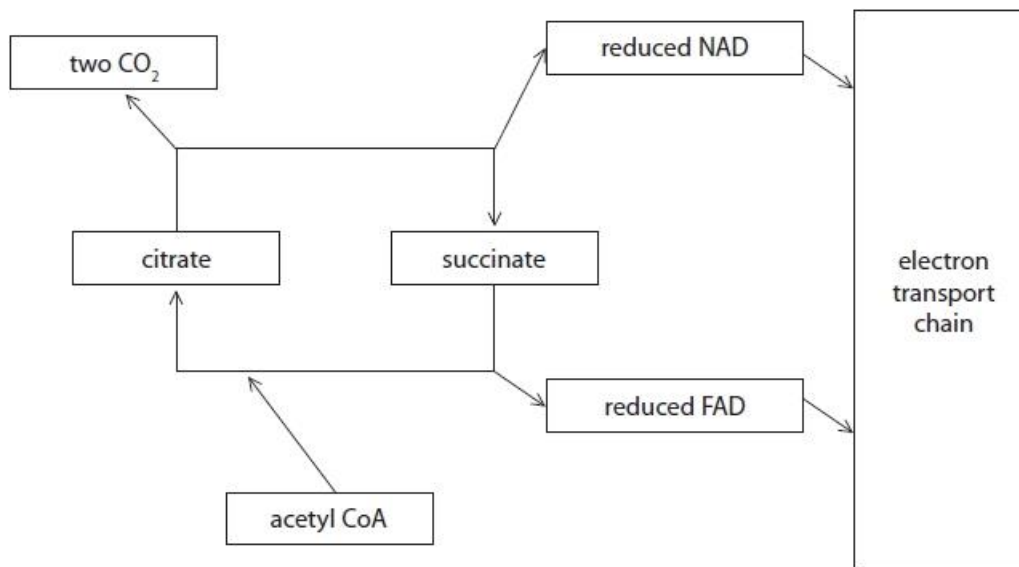 two CO₂
reduced NAD
citrate
succinate
electron
transport
chain
reduced FAD
acetyl CoA